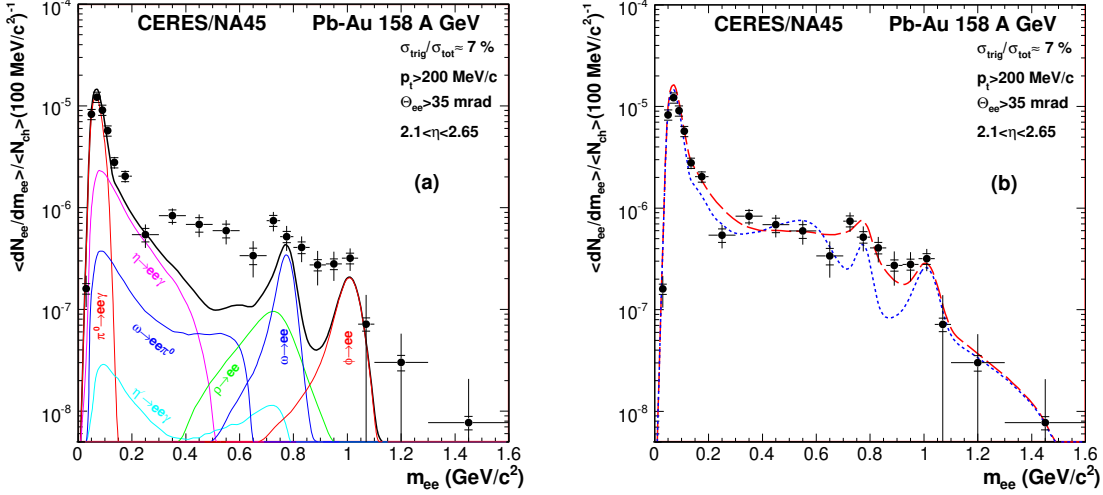 CERES/NA45 Pb-Au 158 A GeV
σtrig/σtot ≈ 7 %
pt>200 MeV/c
Θee>35 mrad
2.1<η<2.65
(a)
<dNee/dmee>/<Nch>(100 MeV/c²)⁻¹
10⁻⁴
10⁻⁵
10⁻⁶
10⁻⁷
10⁻⁸
π⁰→eeγ
η→eeγ
ω→eeπ⁰
η′→eeγ
ρ→ee
ω→ee
ϕ→ee
0 0.2 0.4 0.6 0.8 1 1.2 1.4 1.6
mee (GeV/c²)
CERES/NA45 Pb-Au 158 A GeV
σtrig/σtot ≈ 7 %
pt>200 MeV/c
Θee>35 mrad
2.1<η<2.65
(b)
<dNee/dmee>/<Nch>(100 MeV/c²)⁻¹
10⁻⁴
10⁻⁵
10⁻⁶
10⁻⁷
10⁻⁸
0 0.2 0.4 0.6 0.8 1 1.2 1.4 1.6
mee (GeV/c²)